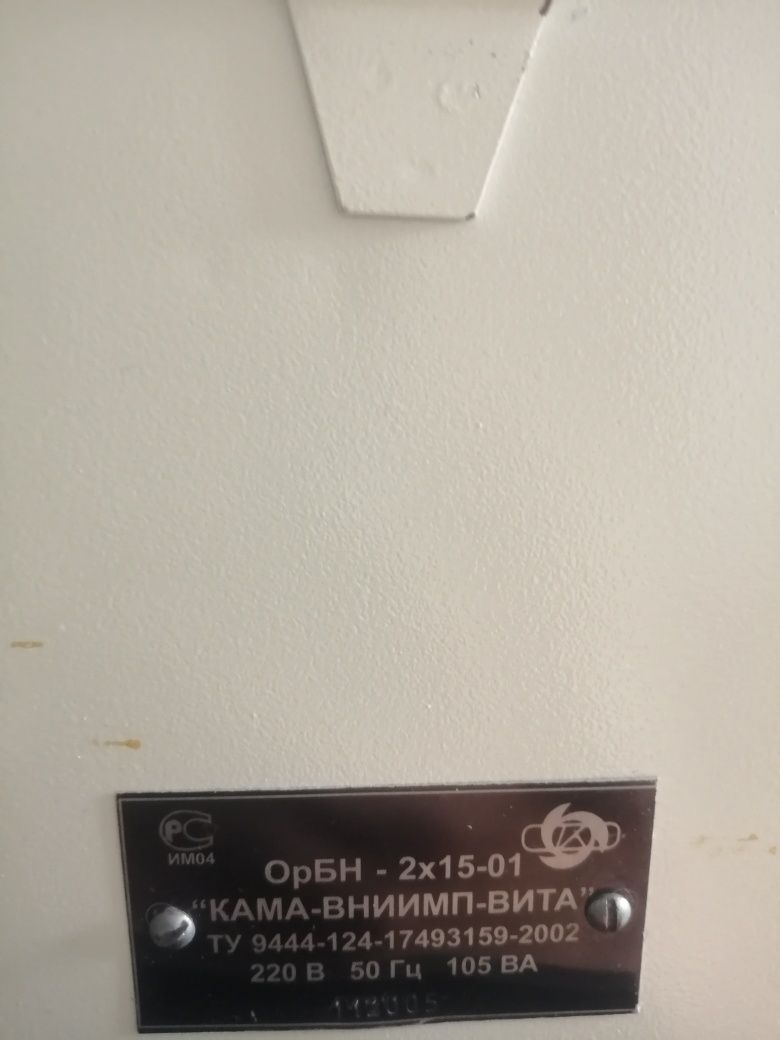 РС
ИМ04
ОрБН - 2х15-01
“КАМА-ВНИИМП-ВИТА”
ТУ 9444-124-17493159-2002
220 В 50 Гц 105 ВА